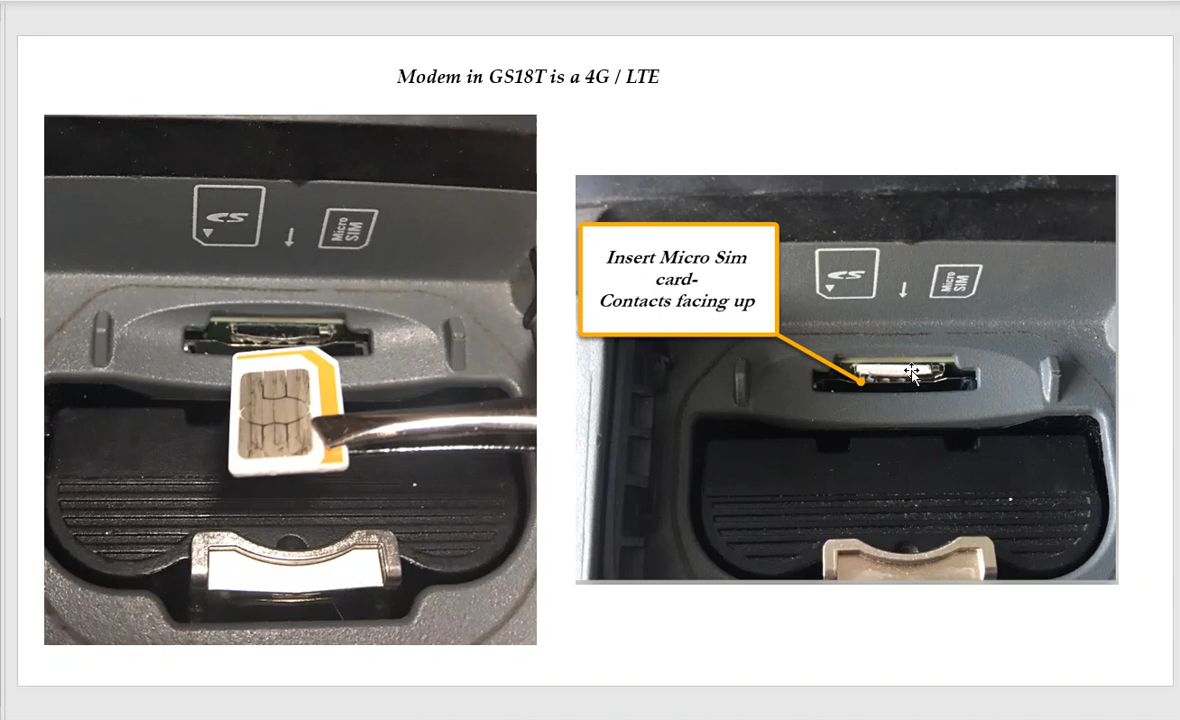 Modem in GS18T is a 4G / LTE
Micro
SIM
Insert Micro Sim
card-
Contacts facing up
Micro
SIM